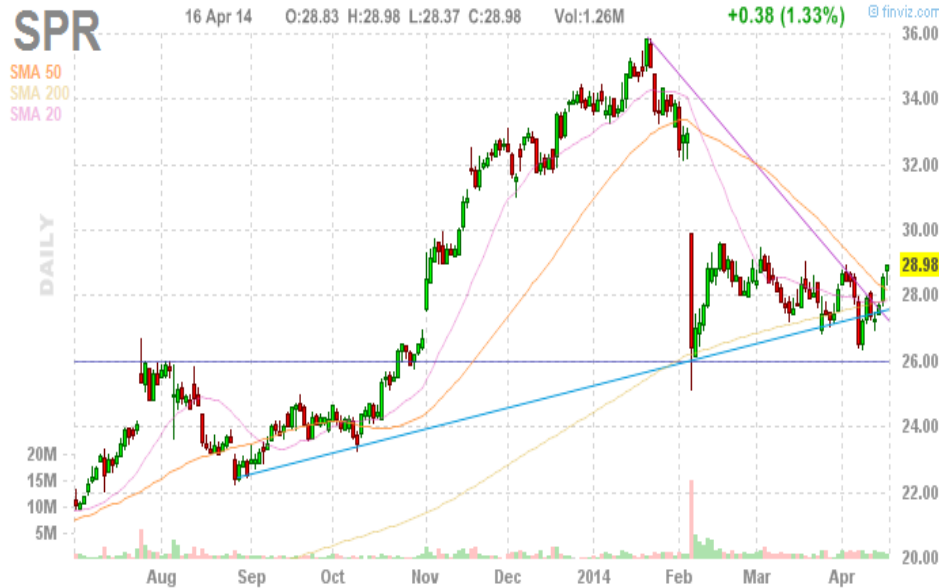 SPR 16 Apr 14 O:28.83 H:28.98 L:28.37 C:28.98 Vol:1.26M +0.38 (1.33%) © finviz.com
SMA 50
SMA 200
SMA 20
DAILY
36.00
34.00
32.00
30.00
28.98
28.00
26.00
24.00
22.00
20.00
20M
15M
10M
5M
Aug Sep Oct Nov Dec 2014 Feb Mar Apr